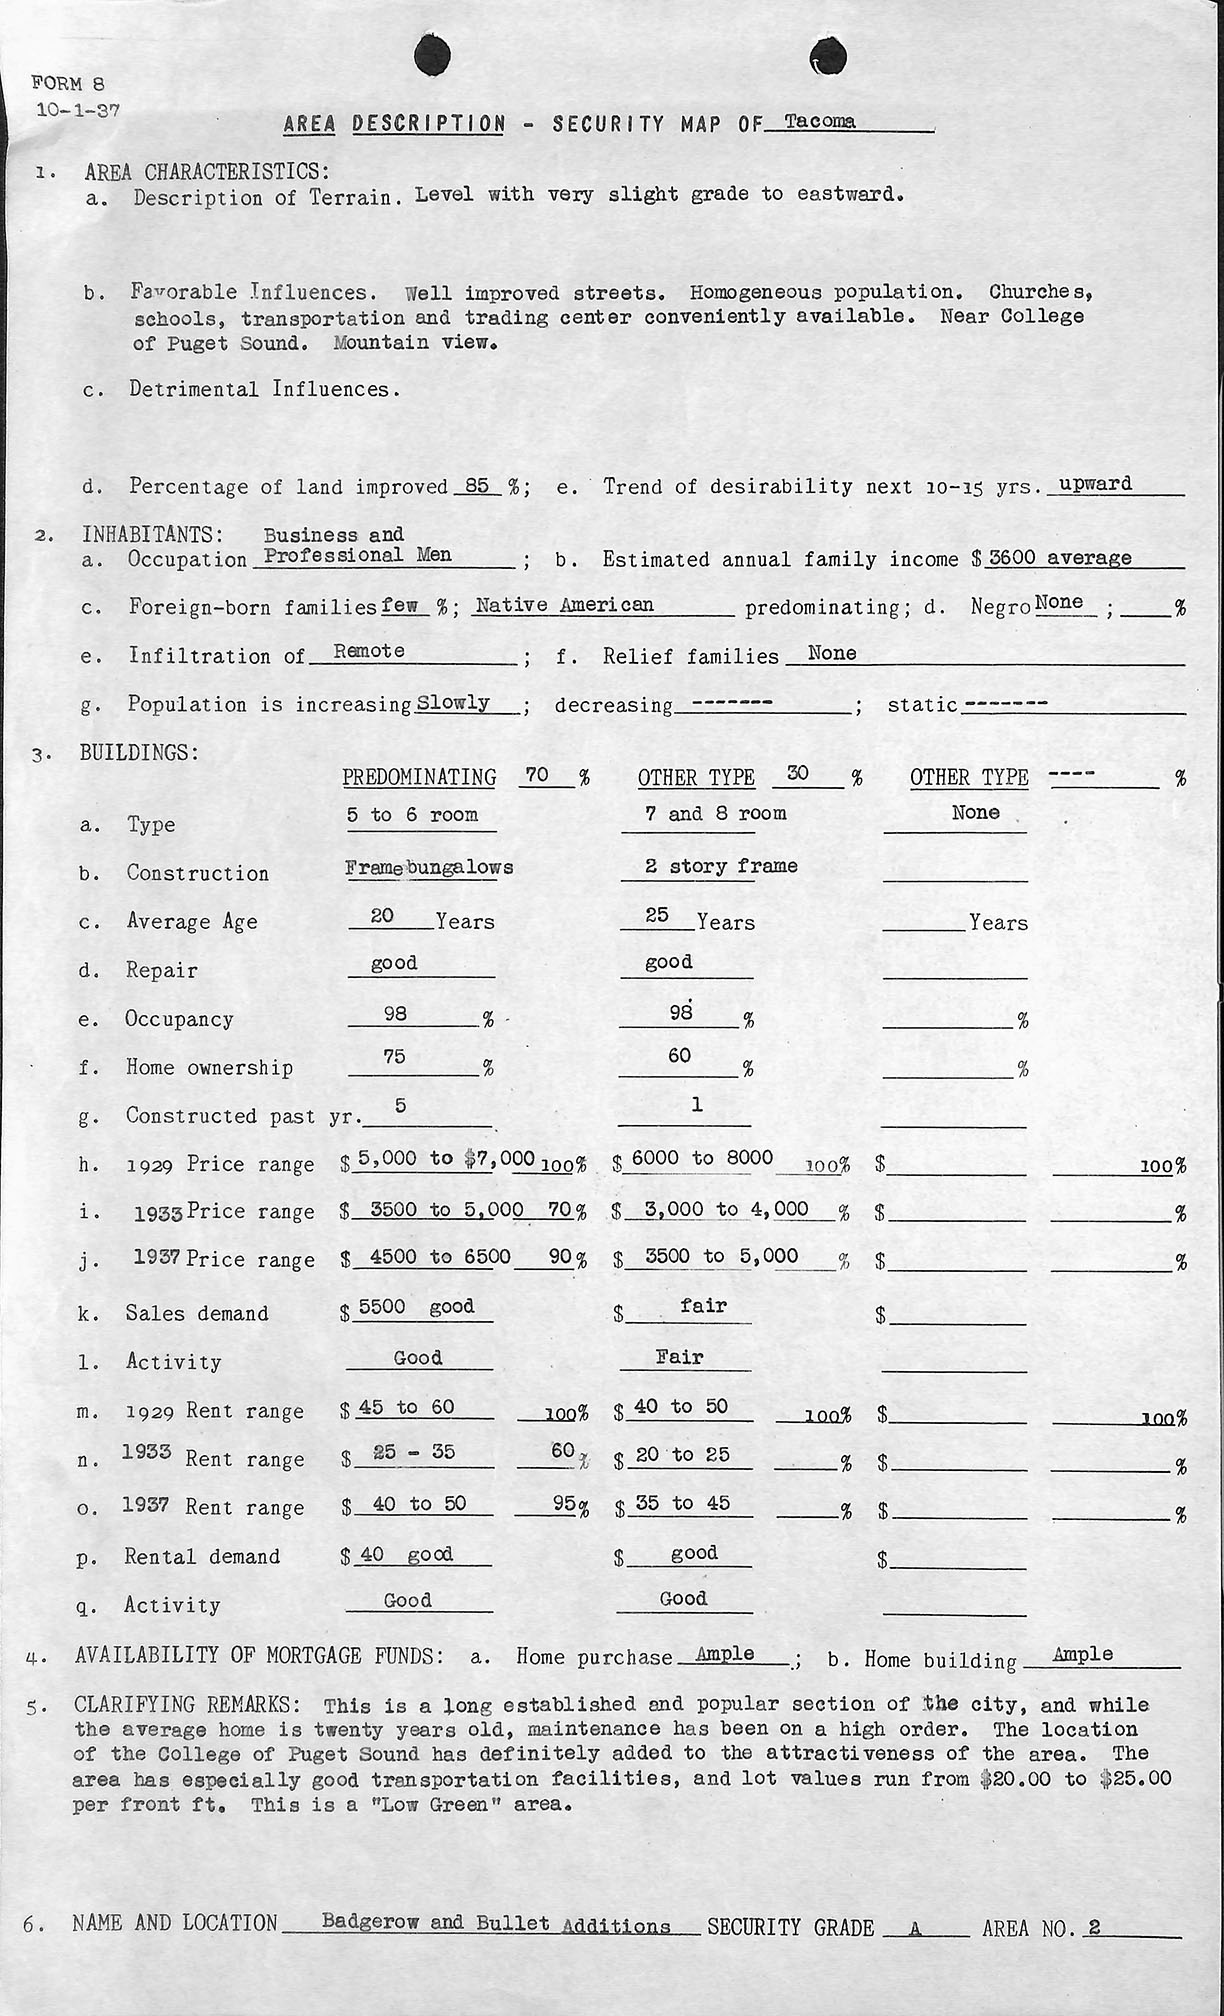 FORM 8
10-1-37
AREA DESCRIPTION - SECURITY MAP OF Tacoma
1. AREA CHARACTERISTICS:
a. Description of Terrain. Level with very slight grade to eastward.
b. Favorable Influences. Well improved streets. Homogeneous population. Churches,
schools, transportation and trading center conveniently available. Near College
of Puget Sound. Mountain view.
c. Detrimental Influences.
d. Percentage of land improved 85 %; e. Trend of desirability next 10-15 yrs. upward
2. INHABITANTS: Business and
a. Occupation Professional Men ; b. Estimated annual family income $ 3600 average
c. Foreign-born families few %; Native American predominating; d. Negro None ; %
e. Infiltration of Remote ; f. Relief families None
g. Population is increasing Slowly ; decreasing ------- ; static -------
3. BUILDINGS:
PREDOMINATING 70 % OTHER TYPE 30 % OTHER TYPE ---- %
a. Type 5 to 6 room 7 and 8 room None
b. Construction Frame bungalows 2 story frame
c. Average Age 20 Years 25 Years Years
d. Repair good good
e. Occupancy 98 % 98 % %
f. Home ownership 75 % 60 % %
g. Constructed past yr. 5 1
h. 1929 Price range $ 5,000 to $7,000 100% $ 6000 to 8000 100% $ 100%
i. 1933 Price range $ 3500 to 5,000 70% $ 3,000 to 4,000 % $ %
j. 1937 Price range $ 4500 to 6500 90% $ 3500 to 5,000 % $ %
k. Sales demand $ 5500 good $ fair $
l. Activity Good Fair
m. 1929 Rent range $ 45 to 60 100% $ 40 to 50 100% $ 100%
n. 1933 Rent range $ 25 - 35 60% $ 20 to 25 % $ %
o. 1937 Rent range $ 40 to 50 95% $ 35 to 45 % $ %
p. Rental demand $ 40 good $ good $
q. Activity Good Good
4. AVAILABILITY OF MORTGAGE FUNDS: a. Home purchase Ample ; b. Home building Ample
5. CLARIFYING REMARKS: This is a long established and popular section of the city, and while
the average home is twenty years old, maintenance has been on a high order. The location
of the College of Puget Sound has definitely added to the attractiveness of the area. The
area has especially good transportation facilities, and lot values run from $20.00 to $25.00
per front ft. This is a "Low Green" area.
6. NAME AND LOCATION Badgerow and Bullet Additions SECURITY GRADE A AREA NO. 2